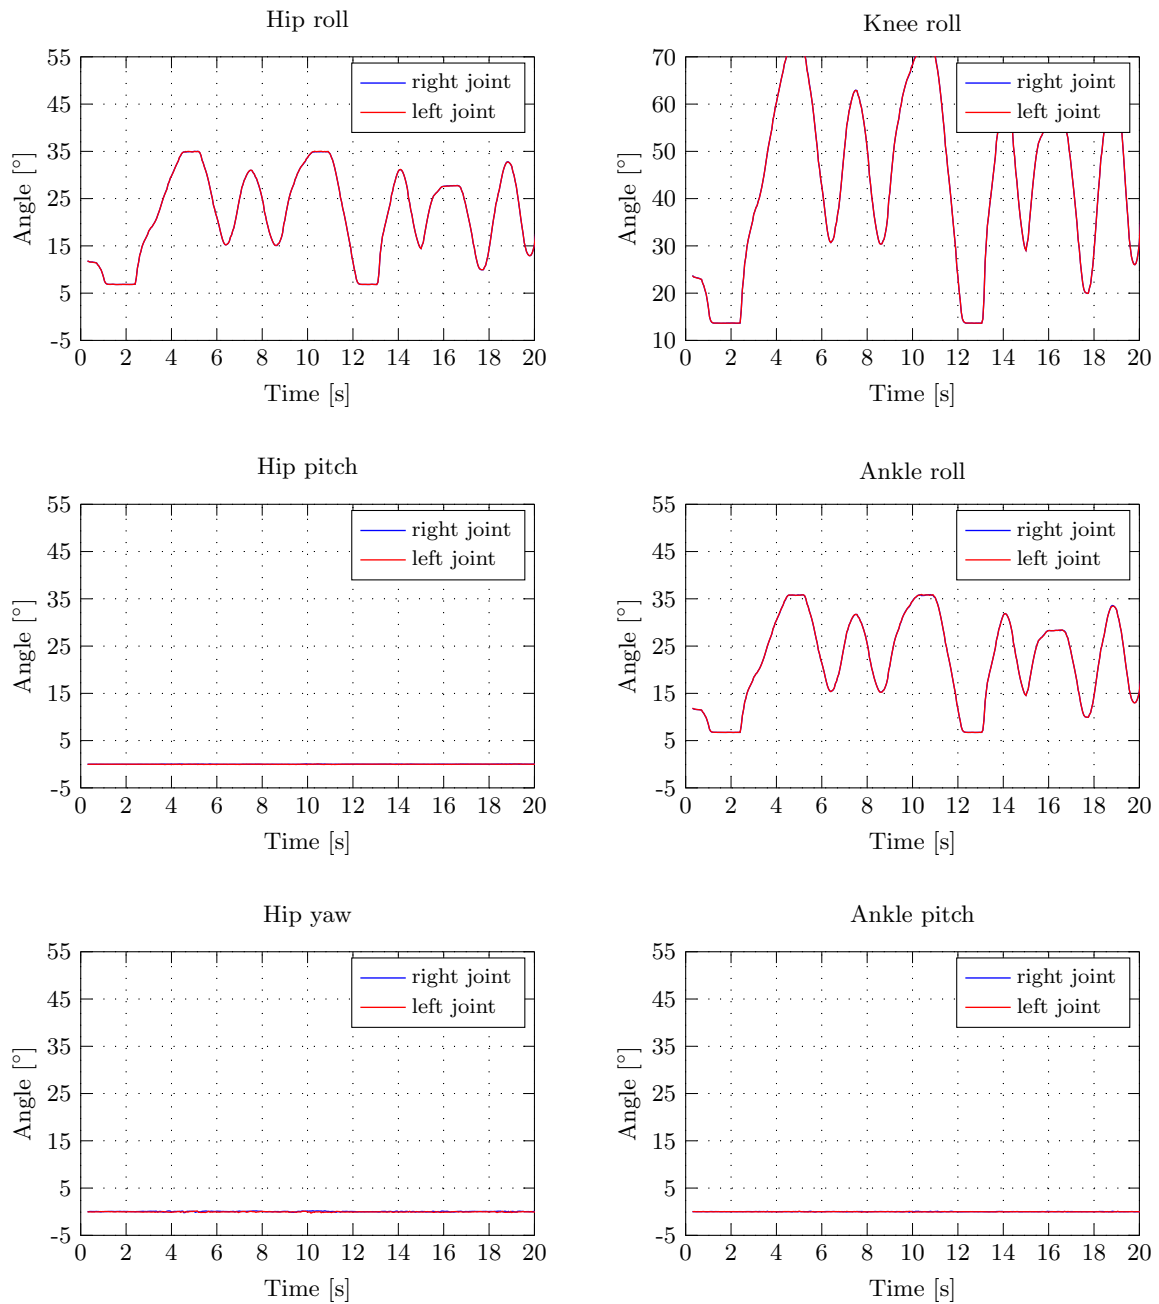 Hip roll
55
45
35
25
15
5
-5
Angle [°]
right joint
left joint
0 2 4 6 8 10 12 14 16 18 20
Time [s]
Knee roll
70
60
50
40
30
20
10
Angle [°]
right joint
left joint
0 2 4 6 8 10 12 14 16 18 20
Time [s]
Hip pitch
55
45
35
25
15
5
-5
Angle [°]
right joint
left joint
0 2 4 6 8 10 12 14 16 18 20
Time [s]
Ankle roll
55
45
35
25
15
5
-5
Angle [°]
right joint
left joint
0 2 4 6 8 10 12 14 16 18 20
Time [s]
Hip yaw
55
45
35
25
15
5
-5
Angle [°]
right joint
left joint
0 2 4 6 8 10 12 14 16 18 20
Time [s]
Ankle pitch
55
45
35
25
15
5
-5
Angle [°]
right joint
left joint
0 2 4 6 8 10 12 14 16 18 20
Time [s]